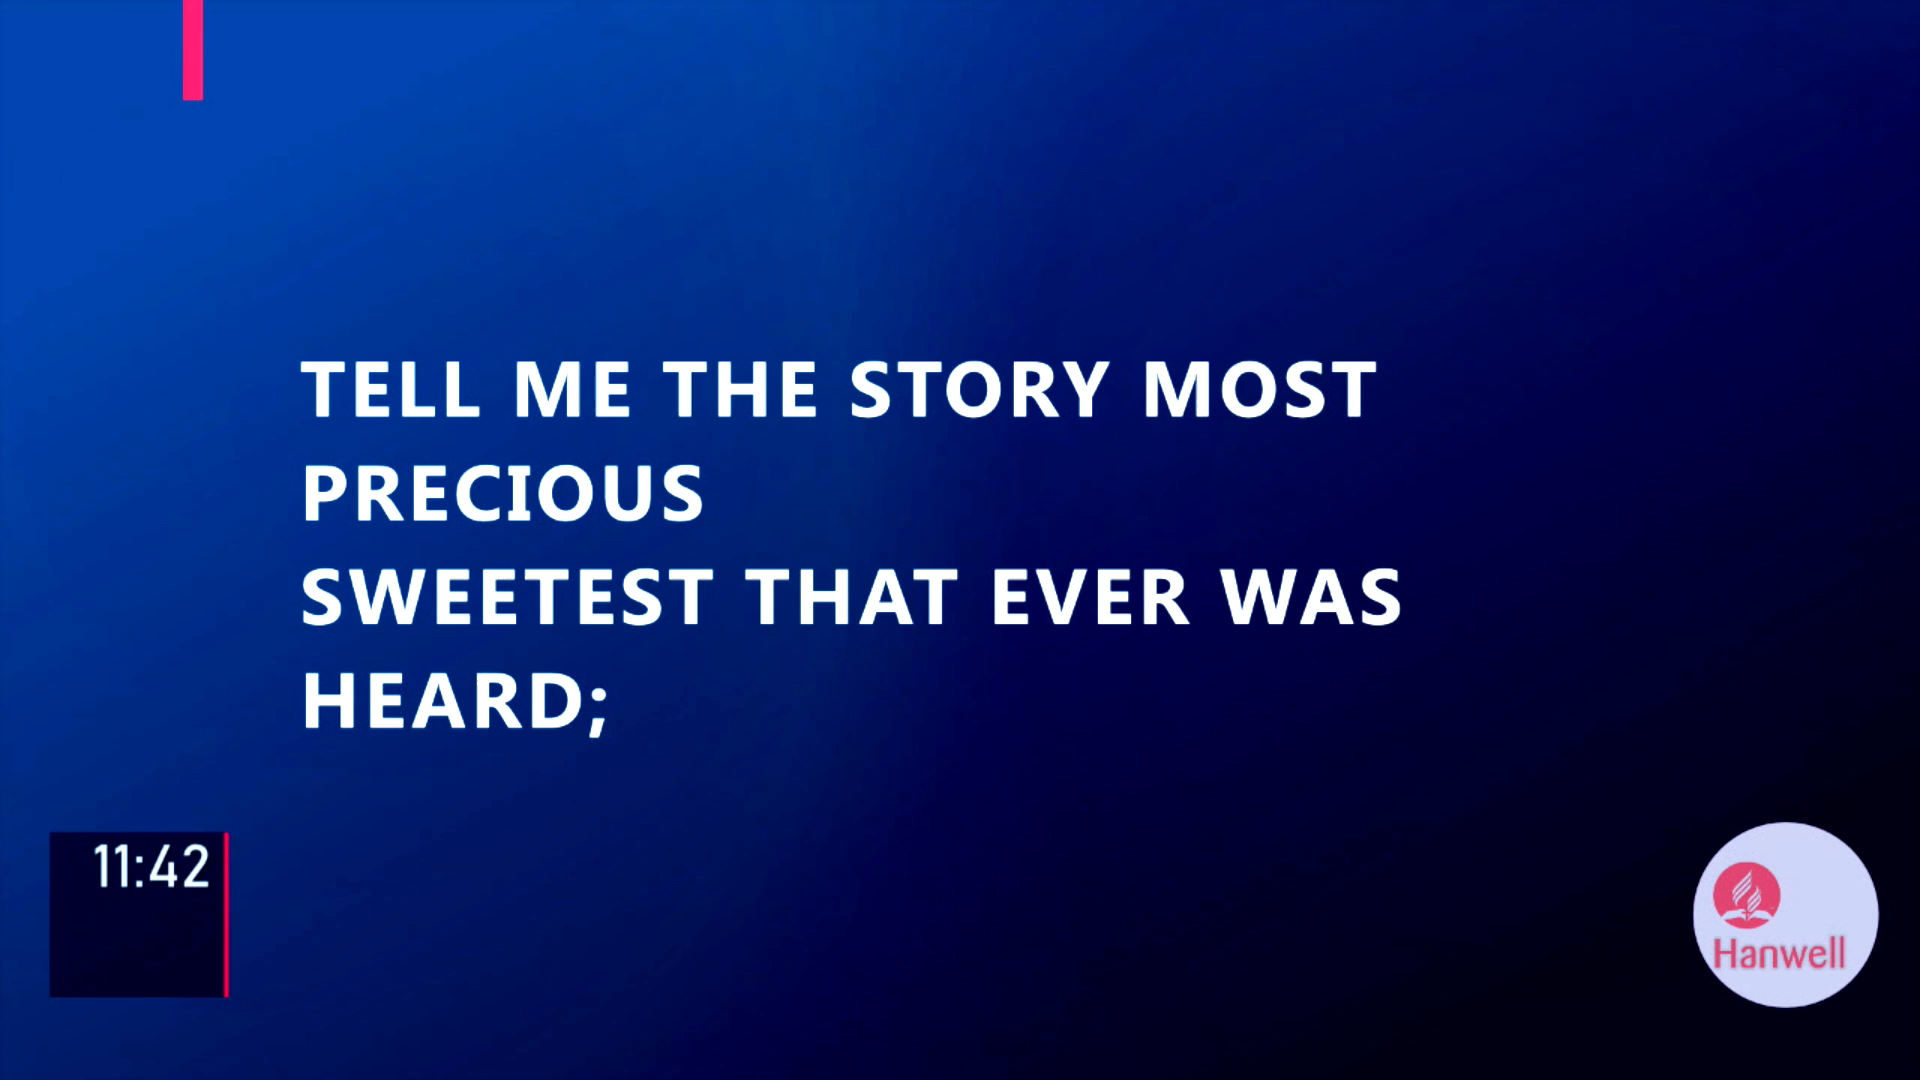 TELL ME THE STORY MOST
PRECIOUS
SWEETEST THAT EVER WAS
HEARD;
11:42
Hanwell